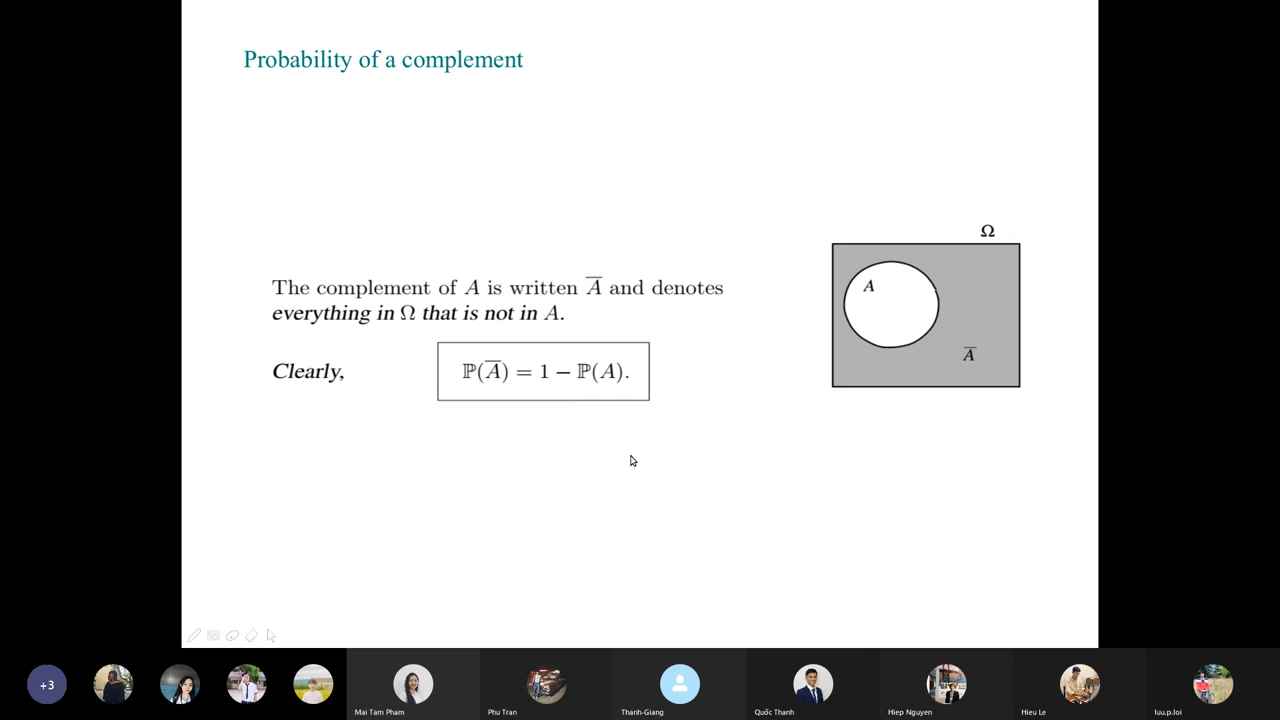 Probability of a complement
Ω
The complement of A is written A̅ and denotes
everything in Ω that is not in A.
A
Clearly,
ℙ(A̅) = 1 − ℙ(A).
A̅
+3
Mai Tam Pham
Phu Tran
Thanh-Giang
Quốc Thanh
Hiep Nguyen
Hieu Le
luu.p.loi